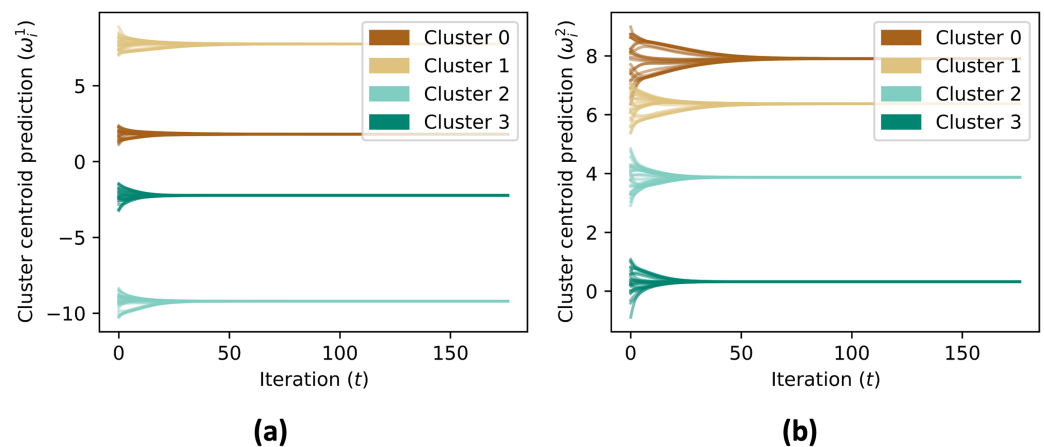 Cluster centroid prediction (ω_i^1)
5
0
−5
−10
0
50
100
150
Iteration (t)
Cluster 0
Cluster 1
Cluster 2
Cluster 3
(a)
Cluster centroid prediction (ω_i^2)
8
6
4
2
0
0
50
100
150
Iteration (t)
Cluster 0
Cluster 1
Cluster 2
Cluster 3
(b)